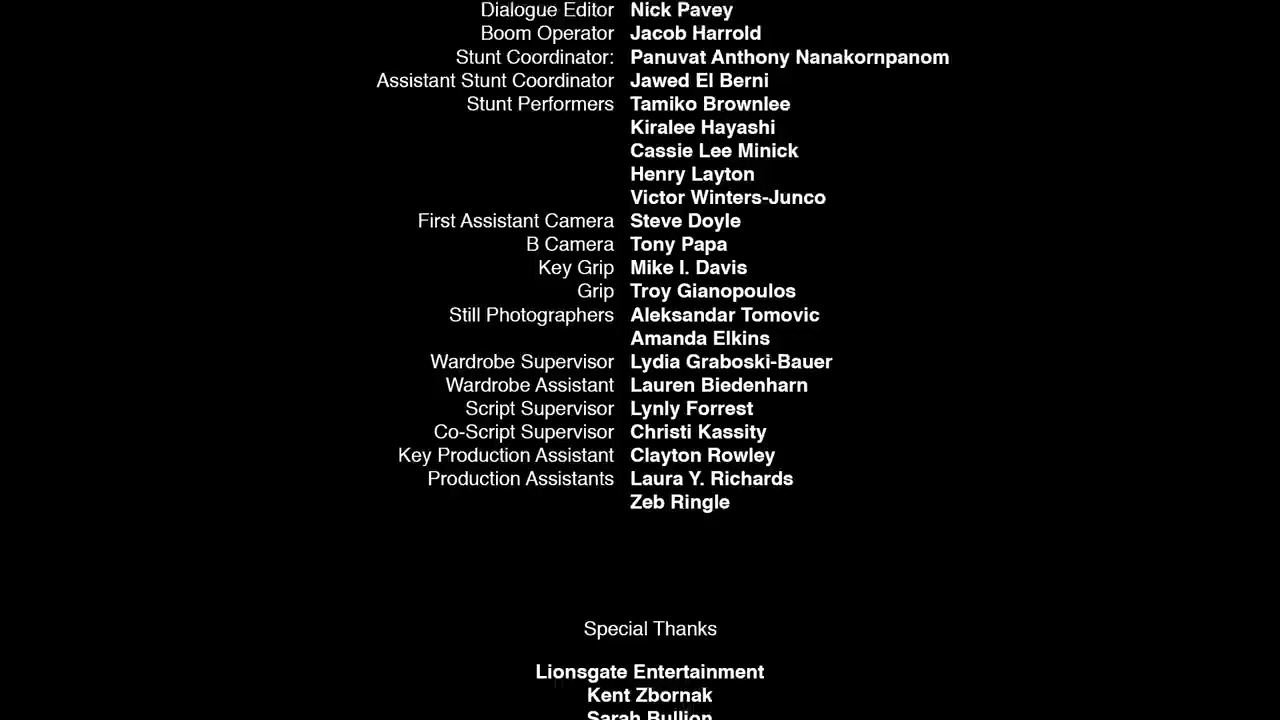 Dialogue Editor Nick Pavey
Boom Operator Jacob Harrold
Stunt Coordinator: Panuvat Anthony Nanakornpanom
Assistant Stunt Coordinator Jawed El Berni
Stunt Performers Tamiko Brownlee
Kiralee Hayashi
Cassie Lee Minick
Henry Layton
Victor Winters-Junco
First Assistant Camera Steve Doyle
B Camera Tony Papa
Key Grip Mike I. Davis
Grip Troy Gianopoulos
Still Photographers Aleksandar Tomovic
Amanda Elkins
Wardrobe Supervisor Lydia Graboski-Bauer
Wardrobe Assistant Lauren Biedenharn
Script Supervisor Lynly Forrest
Co-Script Supervisor Christi Kassity
Key Production Assistant Clayton Rowley
Production Assistants Laura Y. Richards
Zeb Ringle
Special Thanks
Lionsgate Entertainment
Kent Zbornak
Sarah Bullion